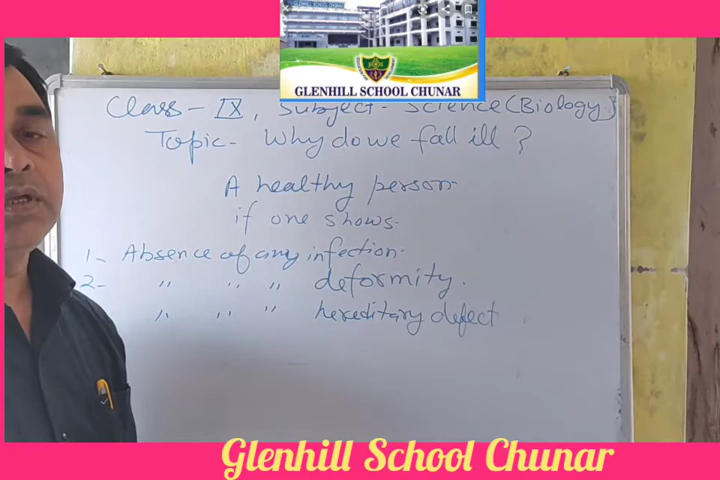 GLENHILL SCHOOL CHUNAR
Class - IX, Subject - Science (Biology)
Topic - Why do we fall ill ?
A healthy person
if one shows.
1- Absence of any infection.
2- " " " deformity.
" " " hereditary defect
Glenhill School Chunar